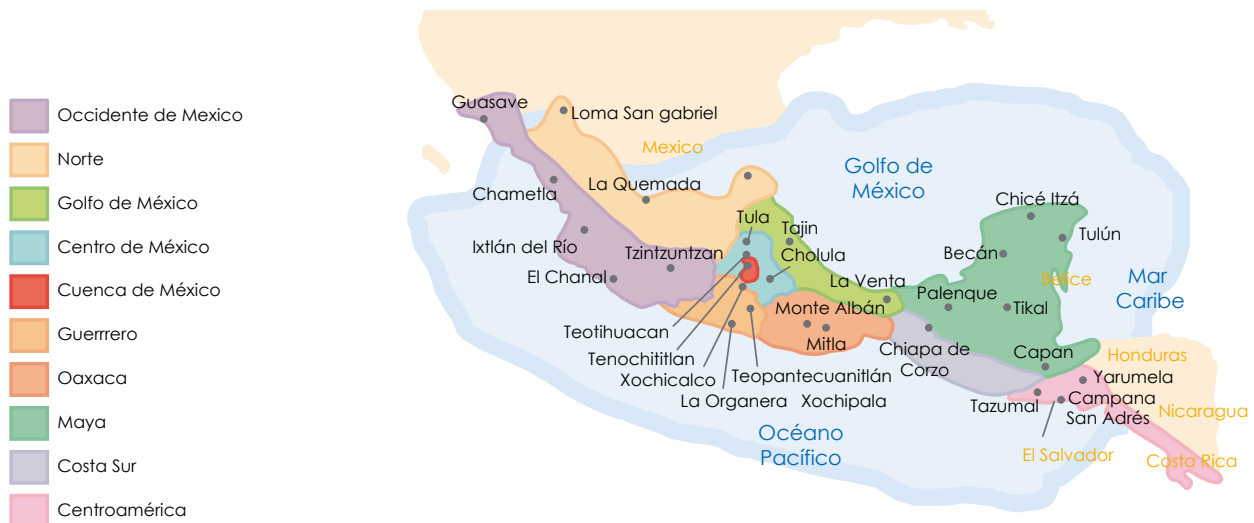 Occidente de Mexico
Norte
Golfo de México
Centro de México
Cuenca de México
Guerrrero
Oaxaca
Maya
Costa Sur
Centroamérica
Guasave
Loma San gabriel
Mexico
Chametla
La Quemada
Golfo de
México
Chicé Itzá
Tula
Tajin
Tulún
Ixtlán del Río
Tzintzuntzan
Cholula
Becán
El Chanal
La Venta
Belice
Mar
Caribe
Palenque
Monte Albán
Tikal
Teotihuacan
Mitla
Tenochititlan
Chiapa de
Corzo
Capan
Honduras
Xochicalco
Teopantecuanitlán
Yarumela
La Organera
Xochipala
Tazumal
Campana
San Adrés
Nicaragua
Océano
Pacífico
El Salvador
Costa Rica